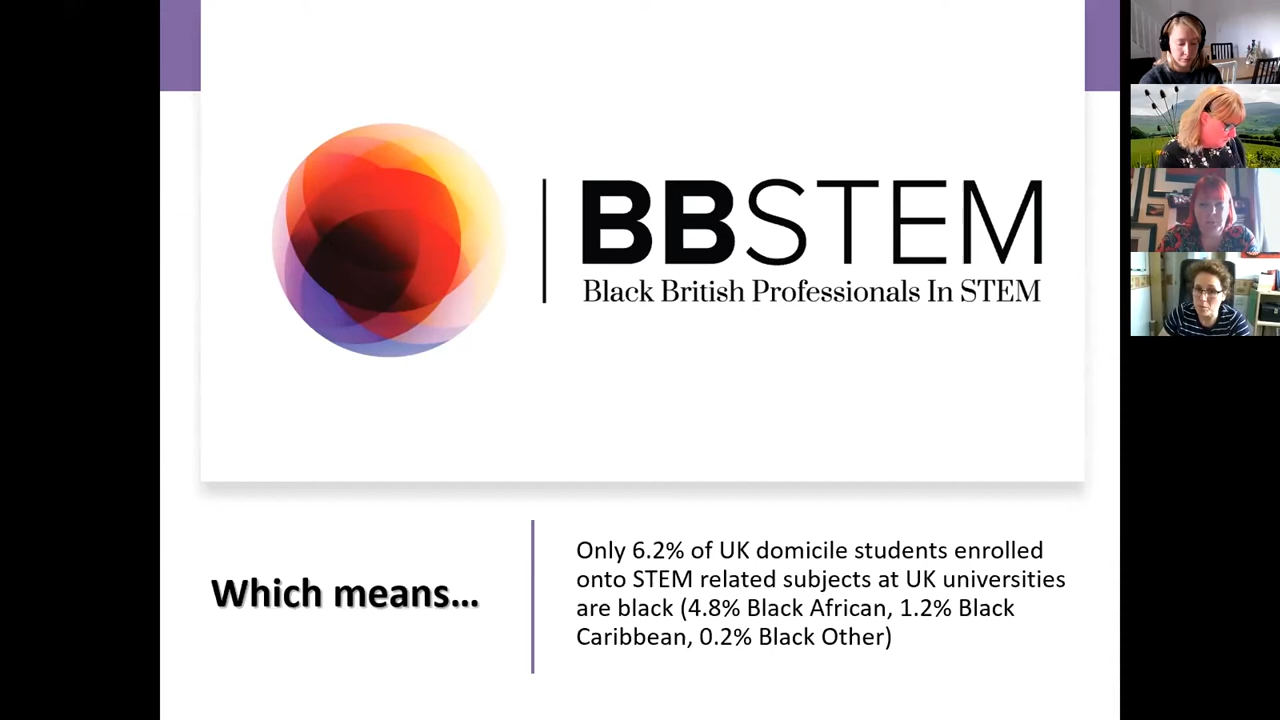 BBSTEM
Black British Professionals In STEM
Which means...
Only 6.2% of UK domicile students enrolled
onto STEM related subjects at UK universities
are black (4.8% Black African, 1.2% Black
Caribbean, 0.2% Black Other)